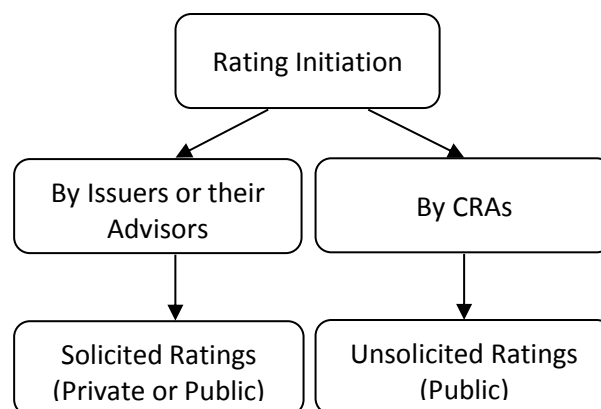 Rating Initiation
By Issuers or their
Advisors
By CRAs
Solicited Ratings
(Private or Public)
Unsolicited Ratings
(Public)